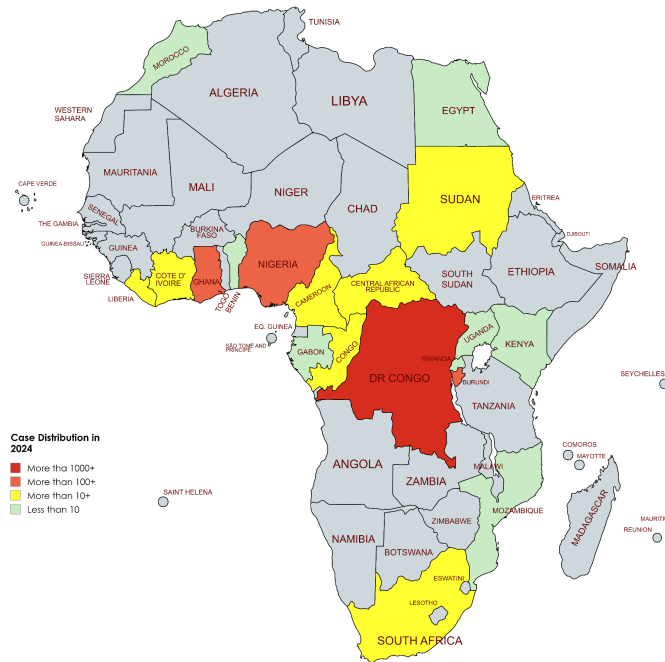 TUNISIA
MOROCCO
ALGERIA
LIBYA
EGYPT
WESTERN
SAHARA
MAURITANIA
MALI
NIGER
CHAD
SUDAN
ERITREA
CAPE VERDE
SENEGAL
THE GAMBIA
GUINEA-BISSAU
GUINEA
BURKINA
FASO
DJIBOUTI
SIERRA
LEONE
LIBERIA
COTE D'
IVOIRE
GHANA
TOGO
BENIN
NIGERIA
CAMEROON
CENTRAL AFRICAN
REPUBLIC
SOUTH
SUDAN
ETHIOPIA
SOMALIA
EQ. GUINEA
SÃO TOMÉ AND
PRINCIPE
GABON
CONGO
DR CONGO
UGANDA
RWANDA
BURUNDI
KENYA
TANZANIA
SEYCHELLES
COMOROS
MAYOTTE
ANGOLA
ZAMBIA
MALAWI
MOZAMBIQUE
ZIMBABWE
MADAGASCAR
MAURIT
REUNION
SAINT HELENA
NAMIBIA
BOTSWANA
ESWATINI
LESOTHO
SOUTH AFRICA
Case Distribution in
2024
More tha 1000+
More than 100+
More than 10+
Less than 10